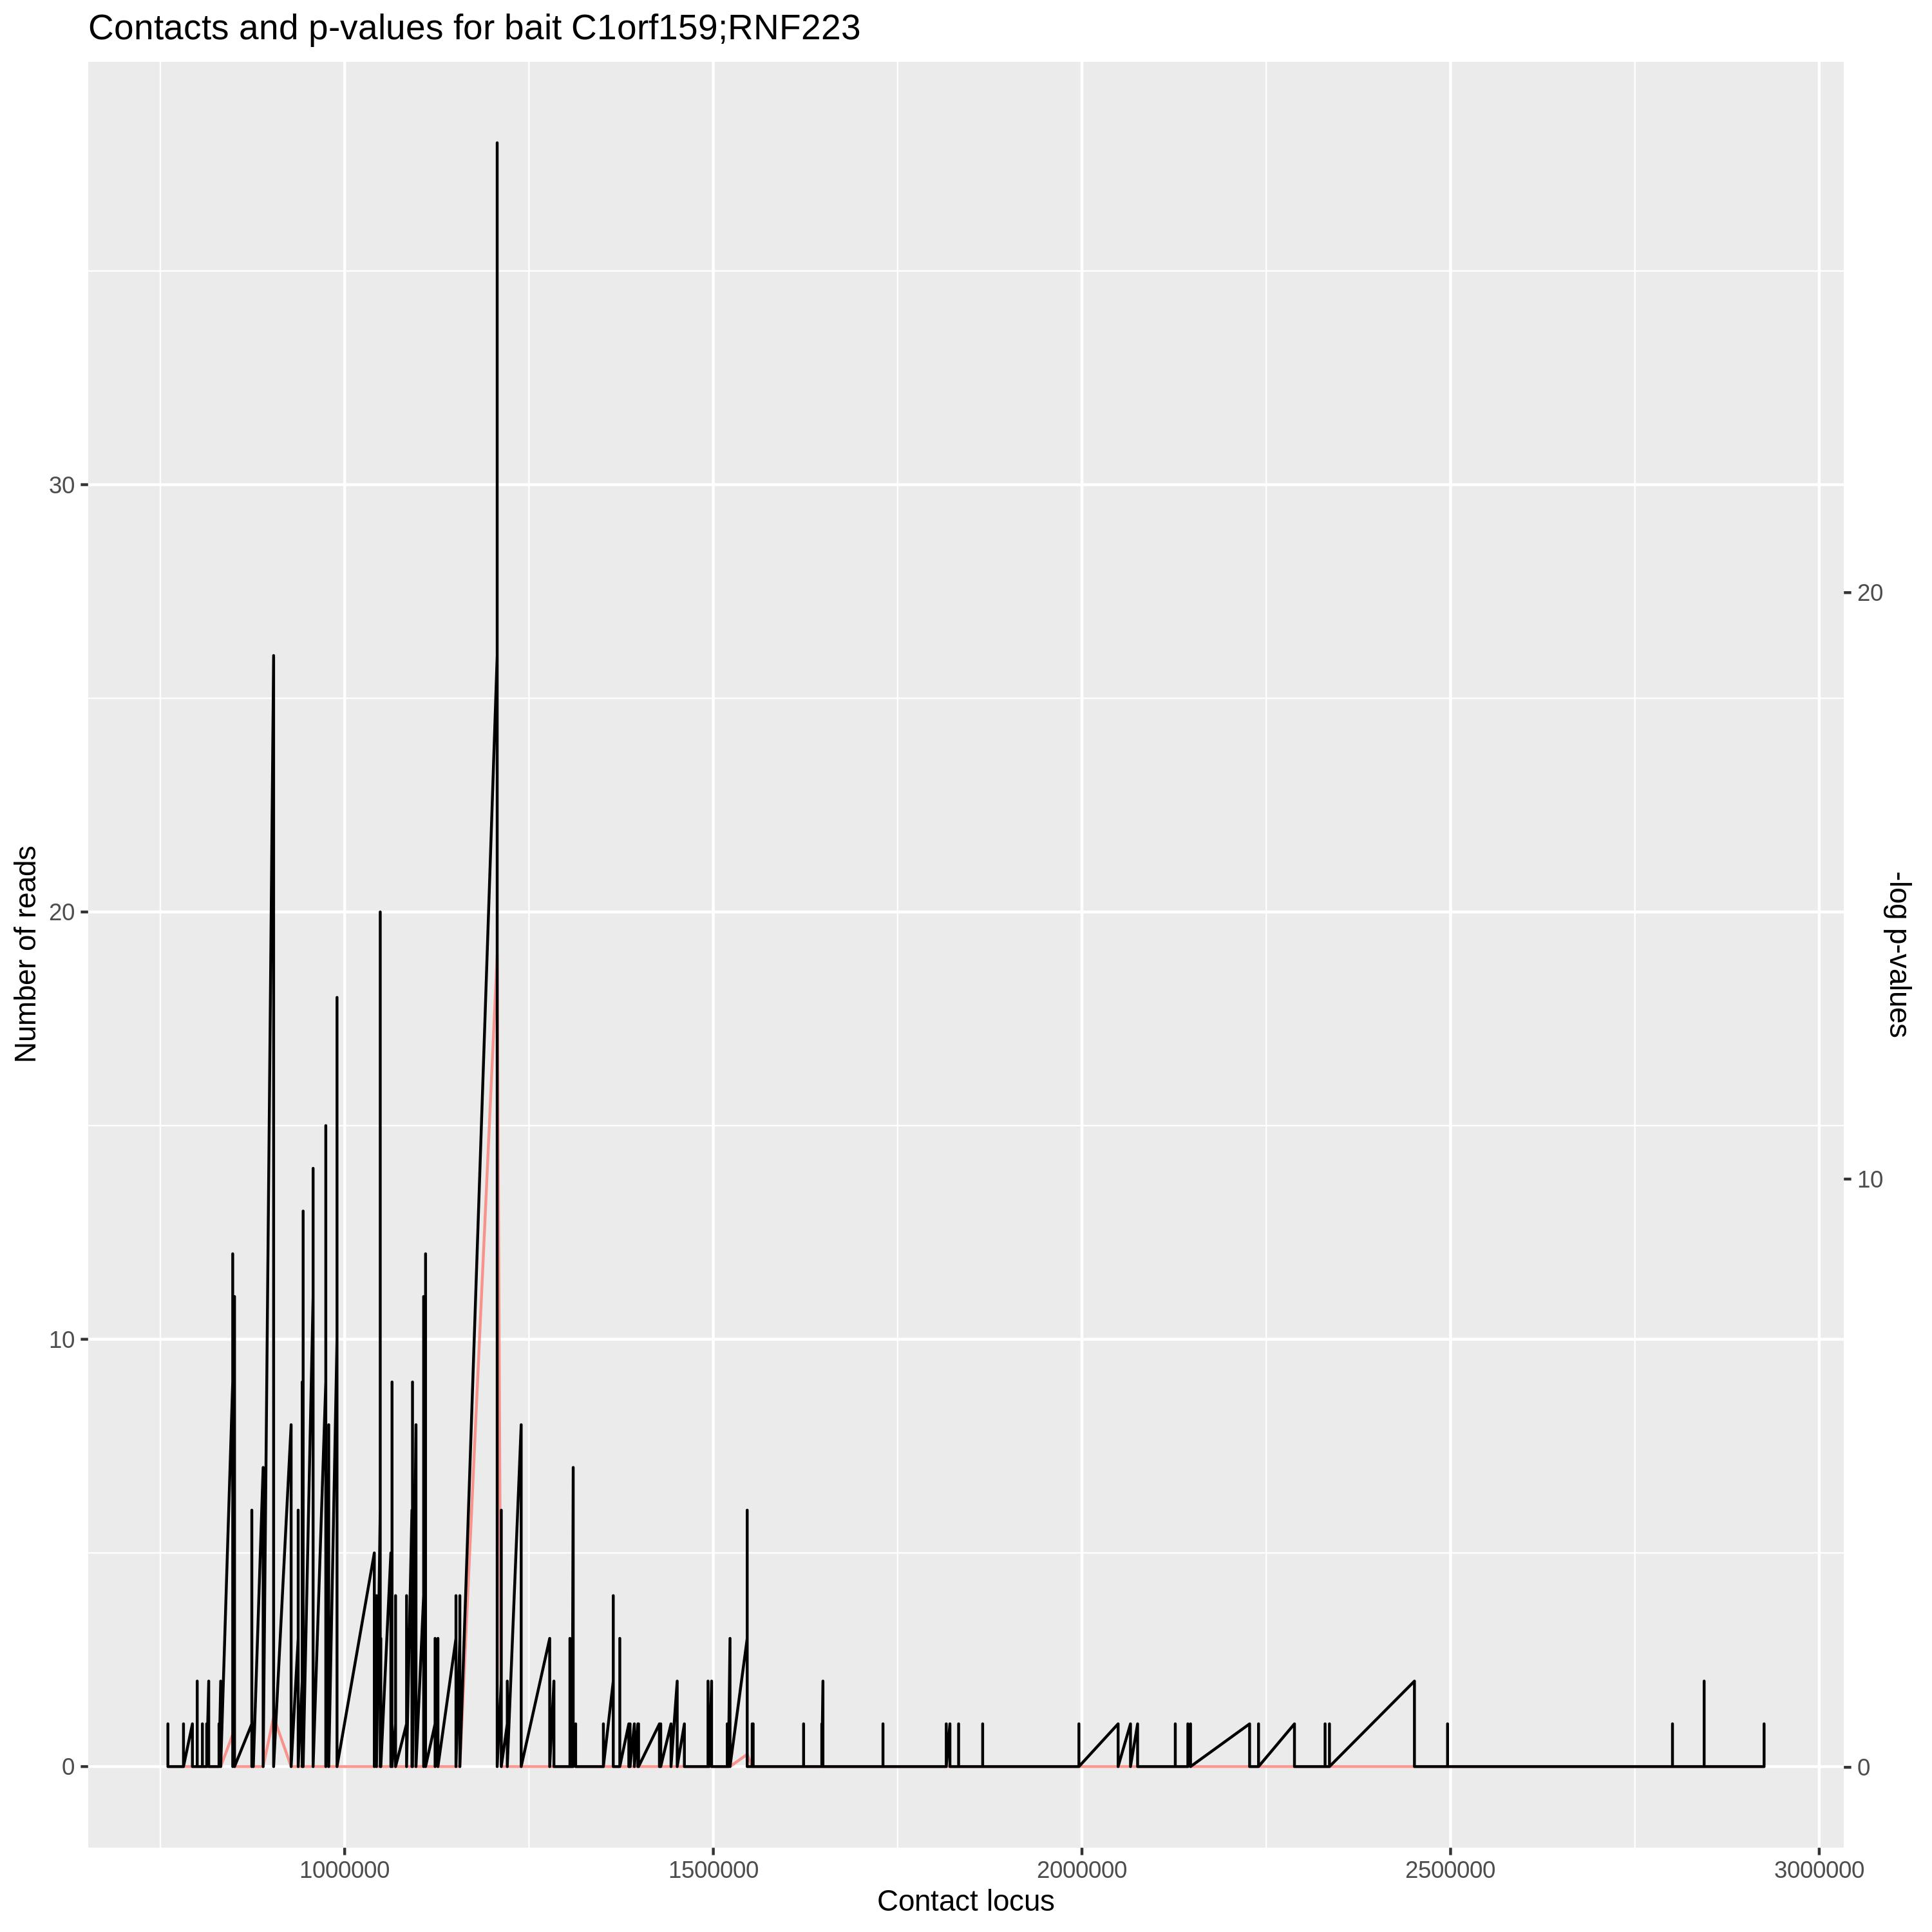 Contacts and p-values for bait C1orf159;RNF223
Number of reads
30
20
10
0
20
10
0
-log p-values
1000000 1500000 2000000 2500000 3000000
Contact locus